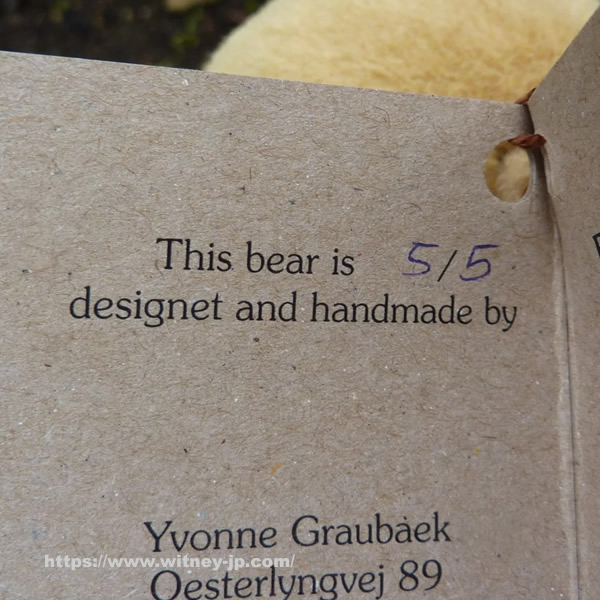 This bear is 5/5
designet and handmade by
Yvonne Graubaek
https://www.witney-jp.com/
Oesterlyngvej 89